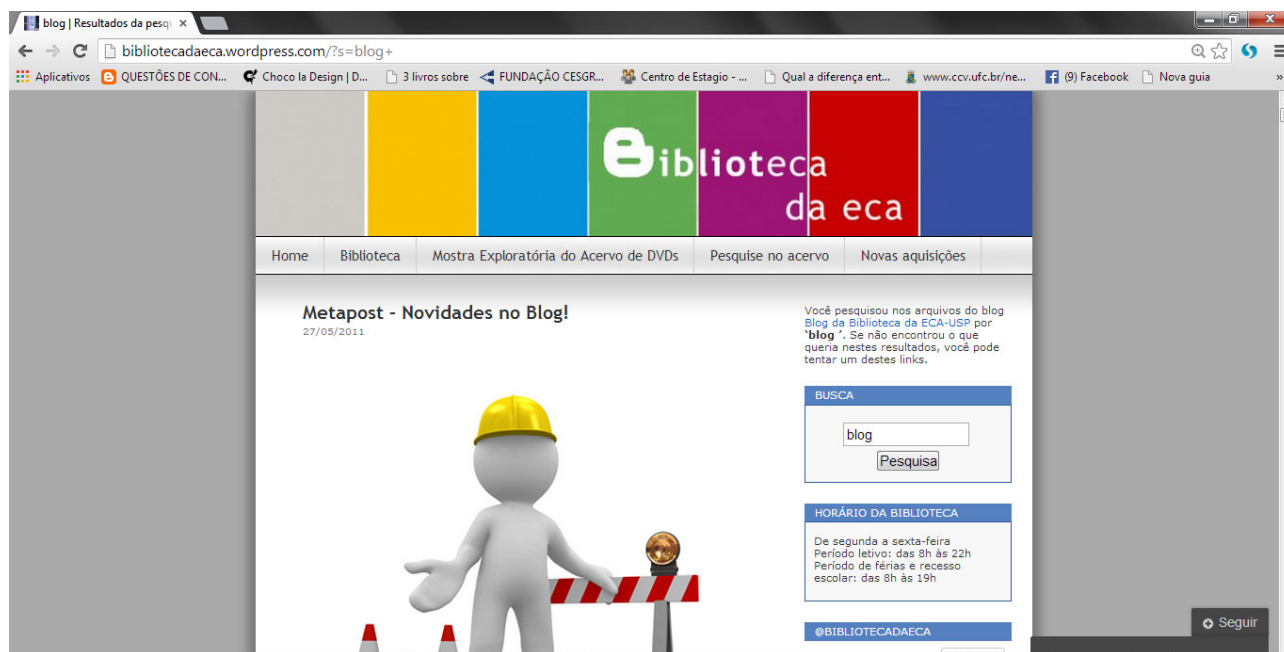 blog | Resultados da pesqu
bibliotecadaeca.wordpress.com/?s=blog+
Aplicativos QUESTÕES DE CON... Choco la Design | D... 3 livros sobre FUNDAÇÃO CESGR... Centro de Estagio - ... Qual a diferença ent... www.ccv.ufc.br/ne... (9) Facebook Nova guia »
Biblioteca
da eca
Home Biblioteca Mostra Exploratória do Acervo de DVDs Pesquise no acervo Novas aquisições
Metapost - Novidades no Blog!
27/05/2011
Você pesquisou nos arquivos do blog
Blog da Biblioteca da ECA-USP por
'blog '. Se não encontrou o que
queria nestes resultados, você pode
tentar um destes links.
BUSCA
blog
Pesquisa
HORÁRIO DA BIBLIOTECA
De segunda a sexta-feira
Período letivo: das 8h às 22h
Período de férias e recesso
escolar: das 8h às 19h
@BIBLIOTECADAECA
Seguir